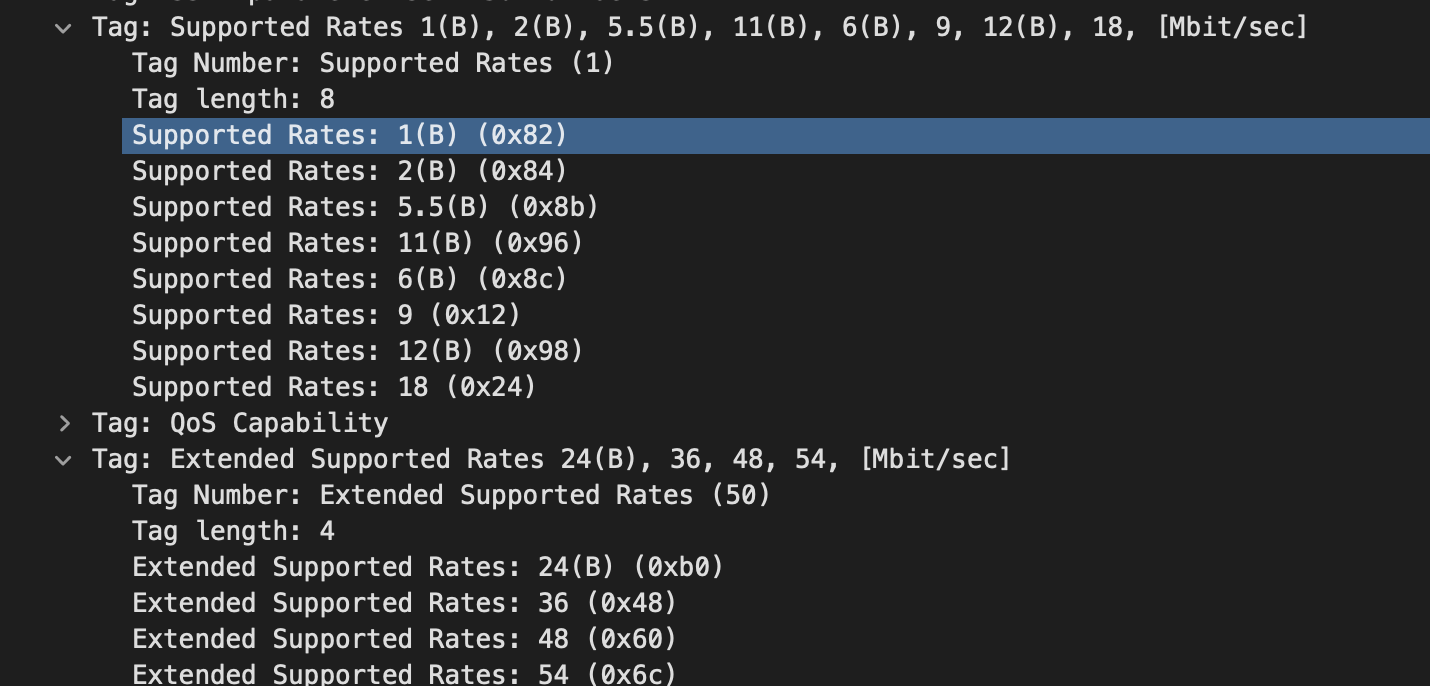 Tag: Supported Rates 1(B), 2(B), 5.5(B), 11(B), 6(B), 9, 12(B), 18, [Mbit/sec]
Tag Number: Supported Rates (1)
Tag length: 8
Supported Rates: 1(B) (0x82)
Supported Rates: 2(B) (0x84)
Supported Rates: 5.5(B) (0x8b)
Supported Rates: 11(B) (0x96)
Supported Rates: 6(B) (0x8c)
Supported Rates: 9 (0x12)
Supported Rates: 12(B) (0x98)
Supported Rates: 18 (0x24)
Tag: QoS Capability
Tag: Extended Supported Rates 24(B), 36, 48, 54, [Mbit/sec]
Tag Number: Extended Supported Rates (50)
Tag length: 4
Extended Supported Rates: 24(B) (0xb0)
Extended Supported Rates: 36 (0x48)
Extended Supported Rates: 48 (0x60)
Extended Supported Rates: 54 (0x6c)